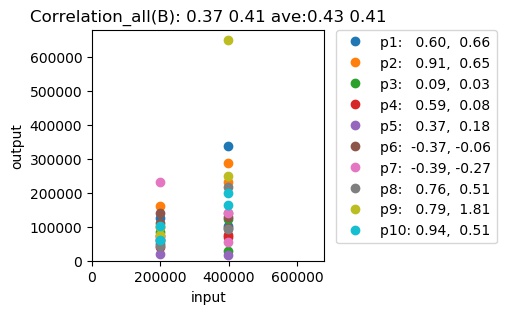 Correlation_all(B): 0.37 0.41 ave:0.43 0.41
output
600000
500000
400000
300000
200000
100000
0
0 200000 400000 600000
input
p1: 0.60, 0.66
p2: 0.91, 0.65
p3: 0.09, 0.03
p4: 0.59, 0.08
p5: 0.37, 0.18
p6: -0.37, -0.06
p7: -0.39, -0.27
p8: 0.76, 0.51
p9: 0.79, 1.81
p10: 0.94, 0.51